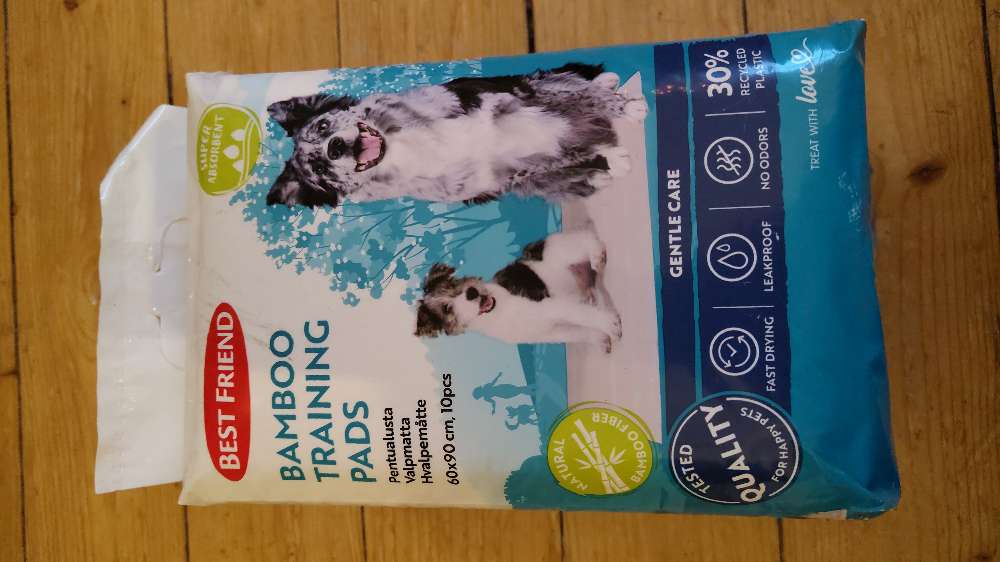 SUPER
ABSORBENT
BEST FRIEND
BAMBOO
TRAINING
PADS
Pentualusta
Valpmatta
Hvalpemåtte
60x90 cm, 10pcs
NATURAL
BAMBOO FIBER
GENTLE CARE
TESTED
QUALITY
FOR HAPPY PETS
FAST DRYING
LEAKPROOF
NO ODORS
30%
RECYCLED
PLASTIC
TREAT WITH love